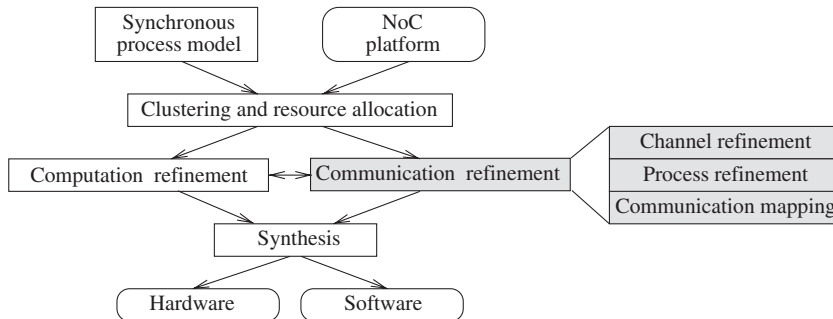 Synchronous
process model
NoC
platform
Clustering and resource allocation
Computation refinement
Communication refinement
Channel refinement
Process refinement
Communication mapping
Synthesis
Hardware
Software